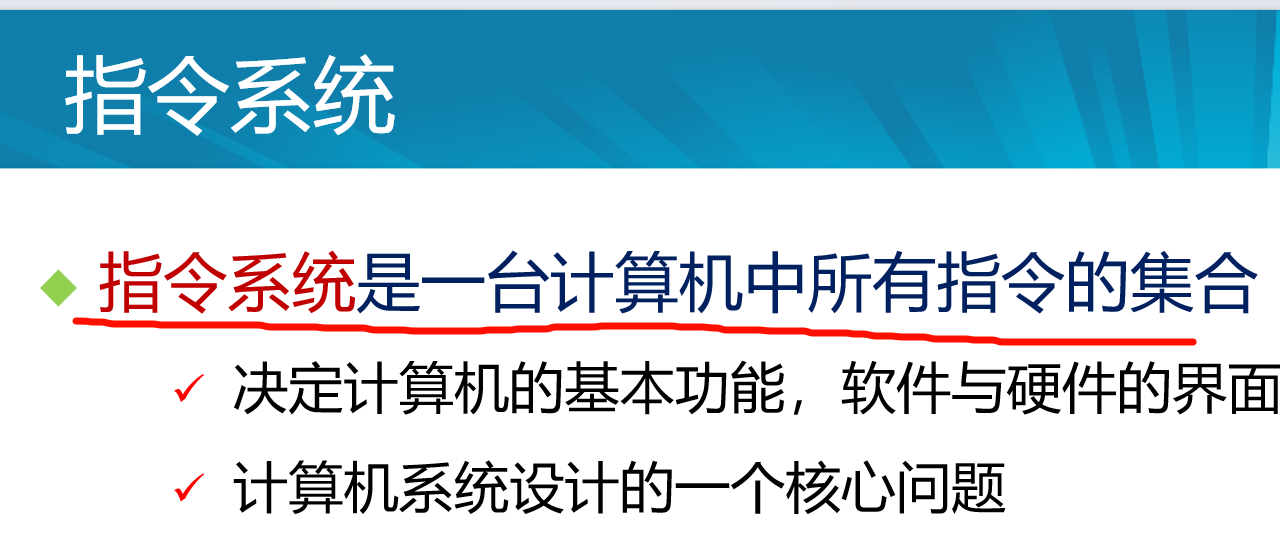 指令系统
指令系统是一台计算机中所有指令的集合
决定计算机的基本功能，软件与硬件的界面
计算机系统设计的一个核心问题